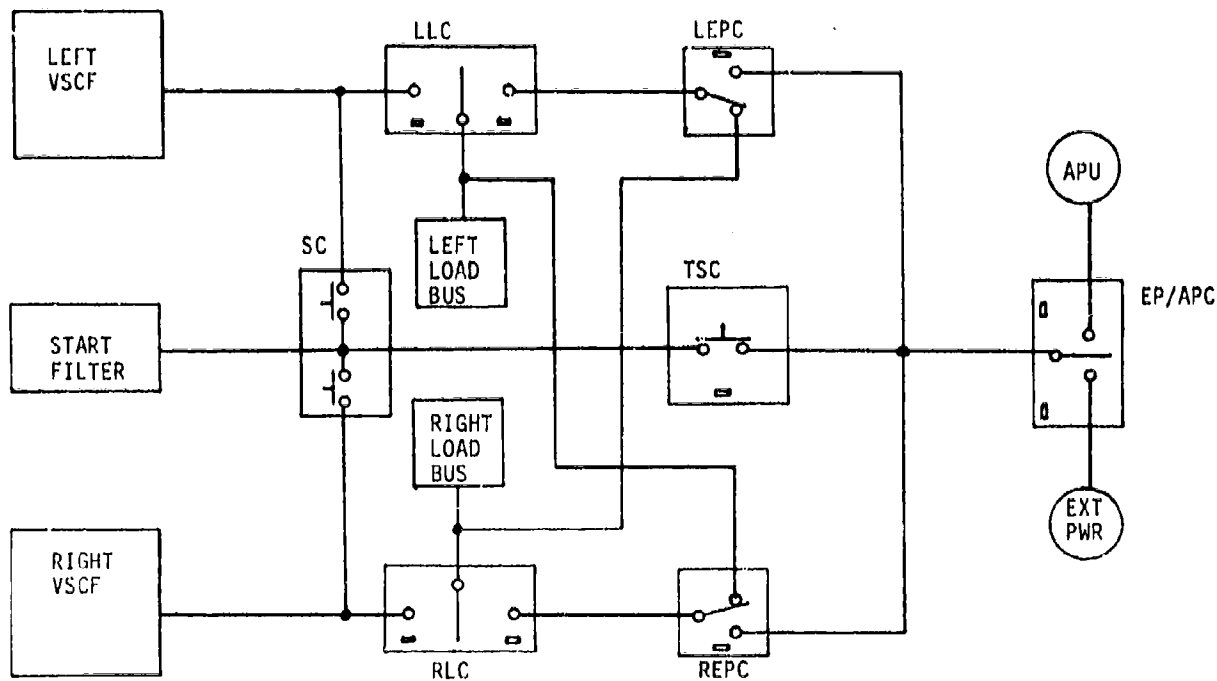 LEFT
VSCF
LLC
LEPC
APU
SC
LEFT
LOAD
BUS
TSC
EP/APC
START
FILTER
RIGHT
LOAD
BUS
EXT
PWR
RIGHT
VSCF
RLC
REPC